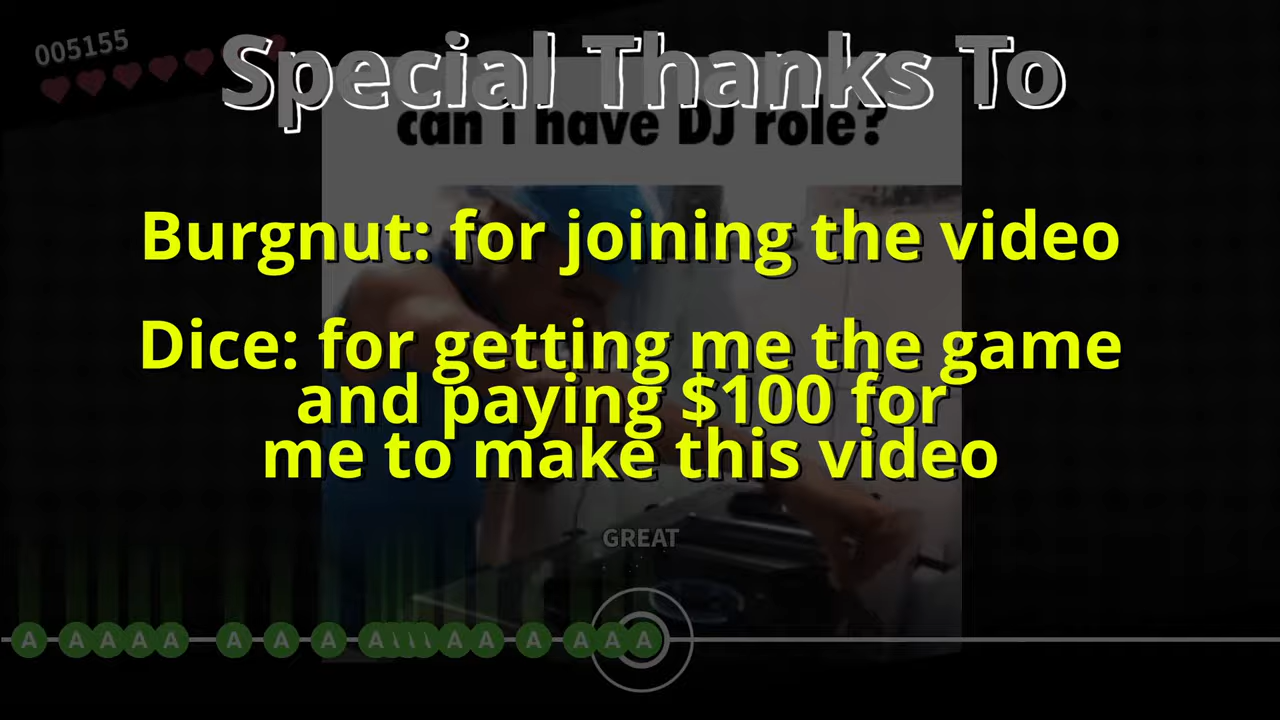 005155
Special Thanks To
can i have DJ role?
Burgnut: for joining the video
Dice: for getting me the game
and paying $100 for
me to make this video
GREAT
A A A A A A A A A \ \ \ A A A A A A